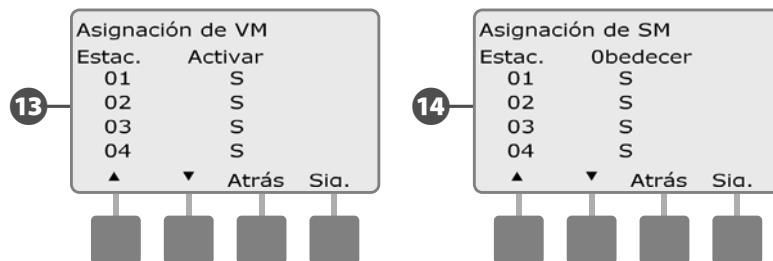 Asignación de VM
Estac. Activar
01 S
02 S
03 S
04 S
▲ ▼ Atrás Sig.
13
Asignación de SM
Estac. 0bedecer
01 S
02 S
03 S
04 S
▲ ▼ Atrás Sig.
14